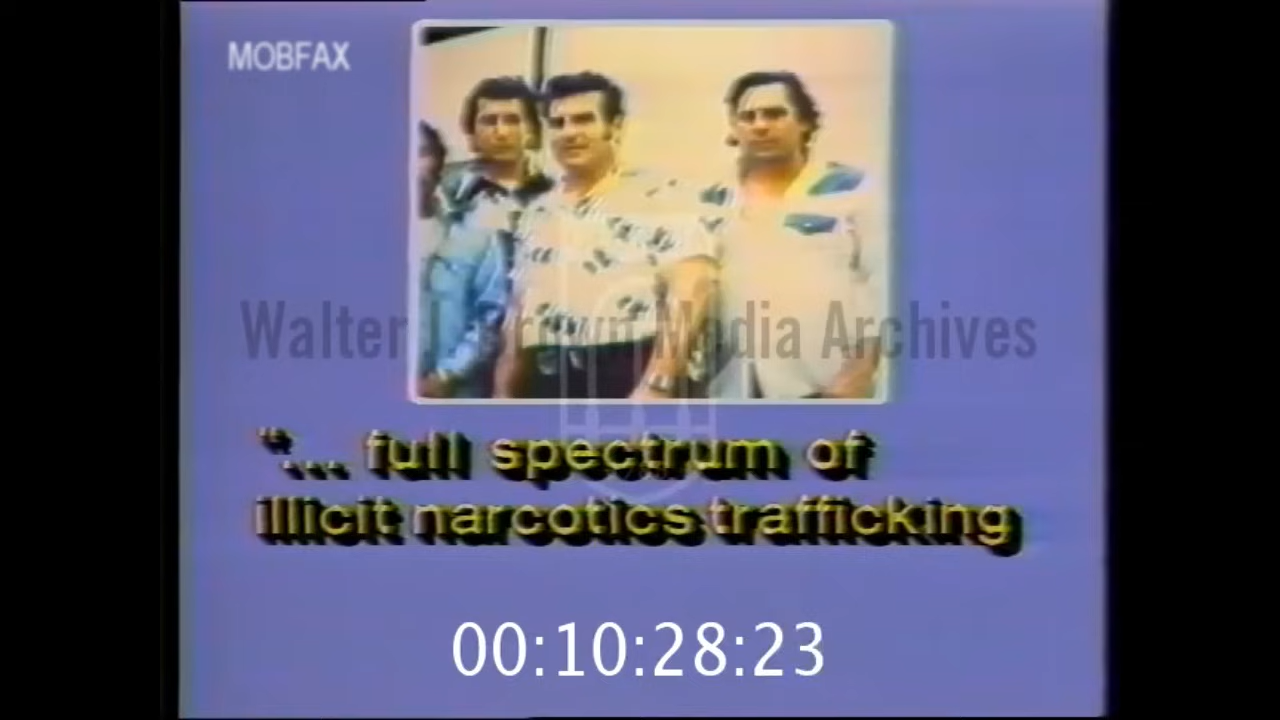 MOBFAX
Walter J. Brown Media Archives
"... full spectrum of
illicit narcotics trafficking
00:10:28:23